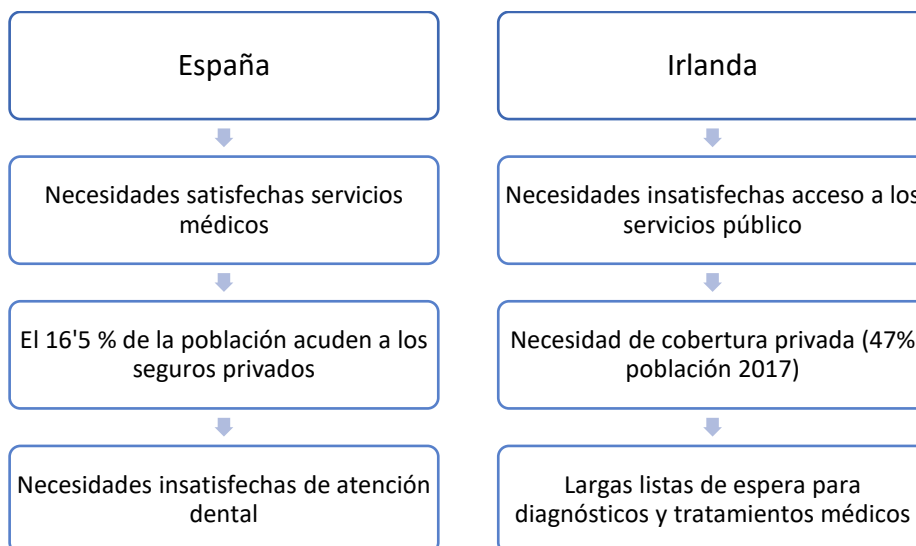 España
Necesidades satisfechas servicios
médicos
El 16'5 % de la población acuden a los
seguros privados
Necesidades insatisfechas de atención
dental
Irlanda
Necesidades insatisfechas acceso a los
servicios público
Necesidad de cobertura privada (47%
población 2017)
Largas listas de espera para
diagnósticos y tratamientos médicos